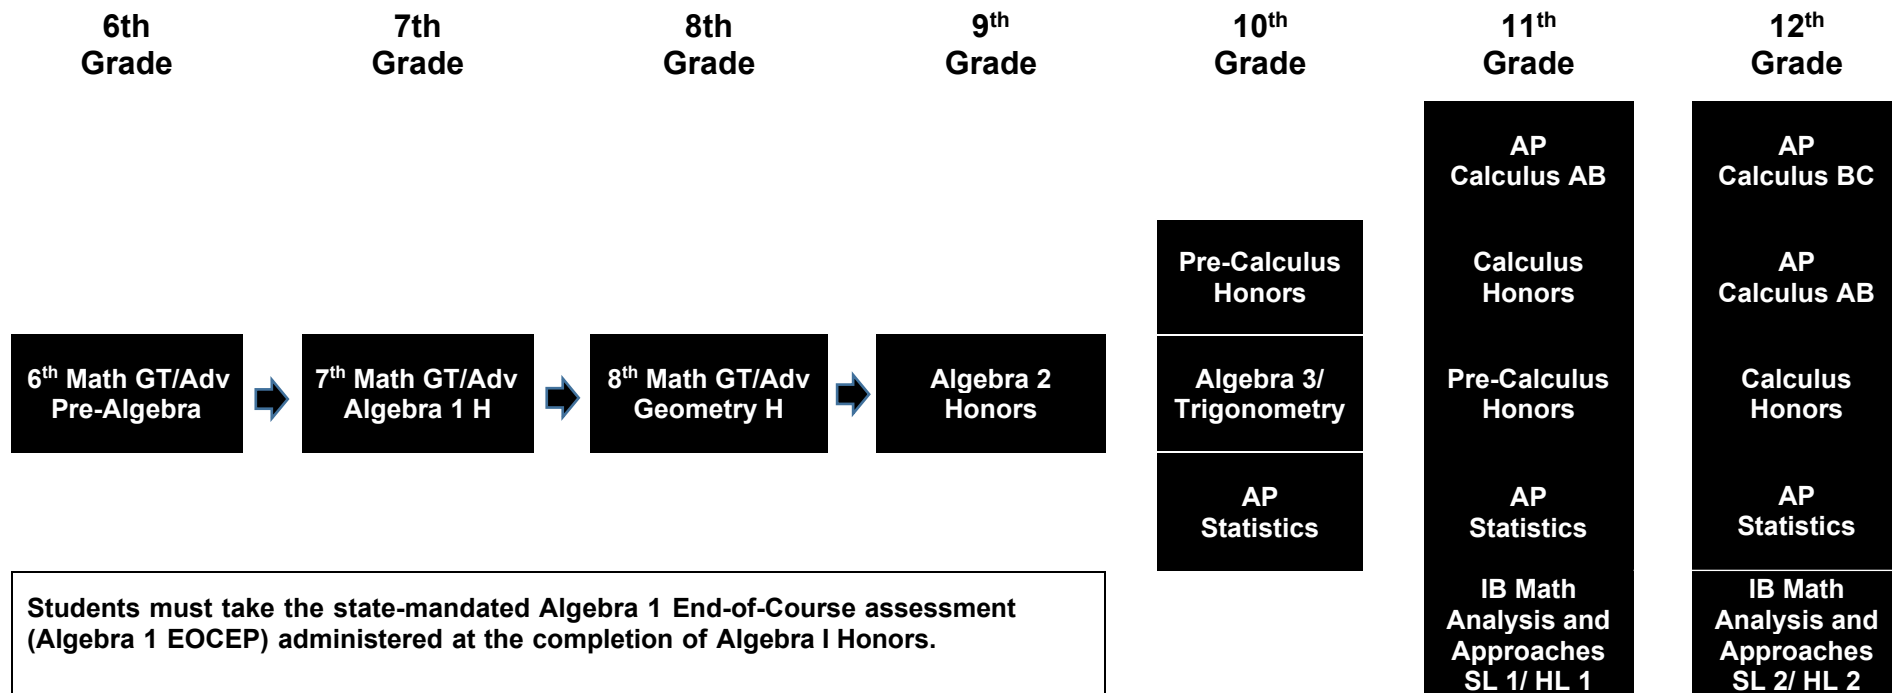 6th
Grade
7th
Grade
8th
Grade
9th
Grade
10th
Grade
11th
Grade
12th
Grade
6th Math GT/Adv
Pre-Algebra
7th Math GT/Adv
Algebra 1 H
8th Math GT/Adv
Geometry H
Algebra 2
Honors
Pre-Calculus
Honors
Algebra 3/
Trigonometry
AP
Statistics
AP
Calculus AB
Calculus
Honors
Pre-Calculus
Honors
AP
Statistics
IB Math
Analysis and
Approaches
SL 1/ HL 1
AP
Calculus BC
AP
Calculus AB
Calculus
Honors
AP
Statistics
IB Math
Analysis and
Approaches
SL 2/ HL 2
Students must take the state-mandated Algebra 1 End-of-Course assessment
(Algebra 1 EOCEP) administered at the completion of Algebra I Honors.